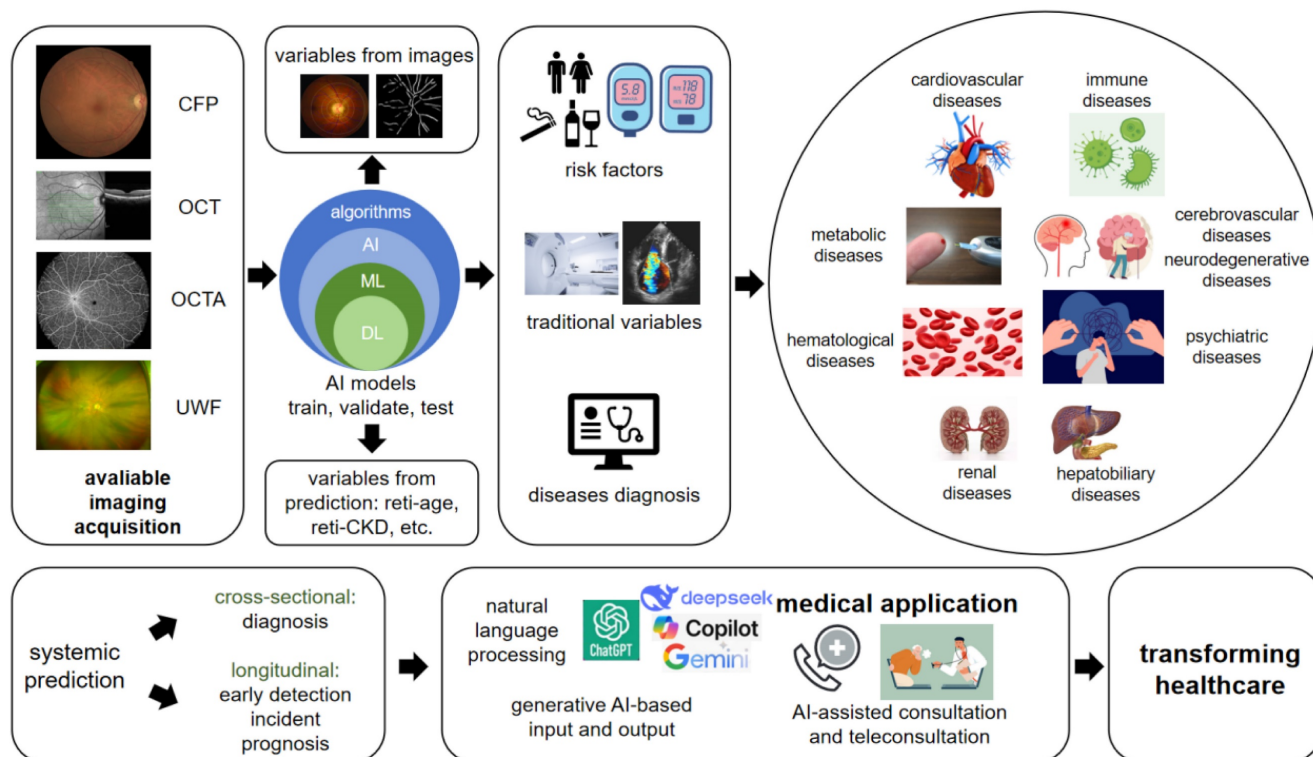 CFP
OCT
OCTA
UWF
avaliable
imaging
acquisition
variables from images
algorithms
AI
ML
DL
AI models
train, validate, test
variables from
prediction: reti-age,
reti-CKD, etc.
5.8
118
78
risk factors
traditional variables
diseases diagnosis
cardiovascular
diseases
immune
diseases
metabolic
diseases
cerebrovascular
diseases
neurodegenerative
diseases
hematological
diseases
psychiatric
diseases
renal
diseases
hepatobiliary
diseases
systemic
prediction
cross-sectional:
diagnosis
longitudinal:
early detection
incident
prognosis
natural
language
processing
ChatGPT
deepseek
Copilot
Gemini
generative AI-based
input and output
medical application
AI-assisted consultation
and teleconsultation
transforming
healthcare